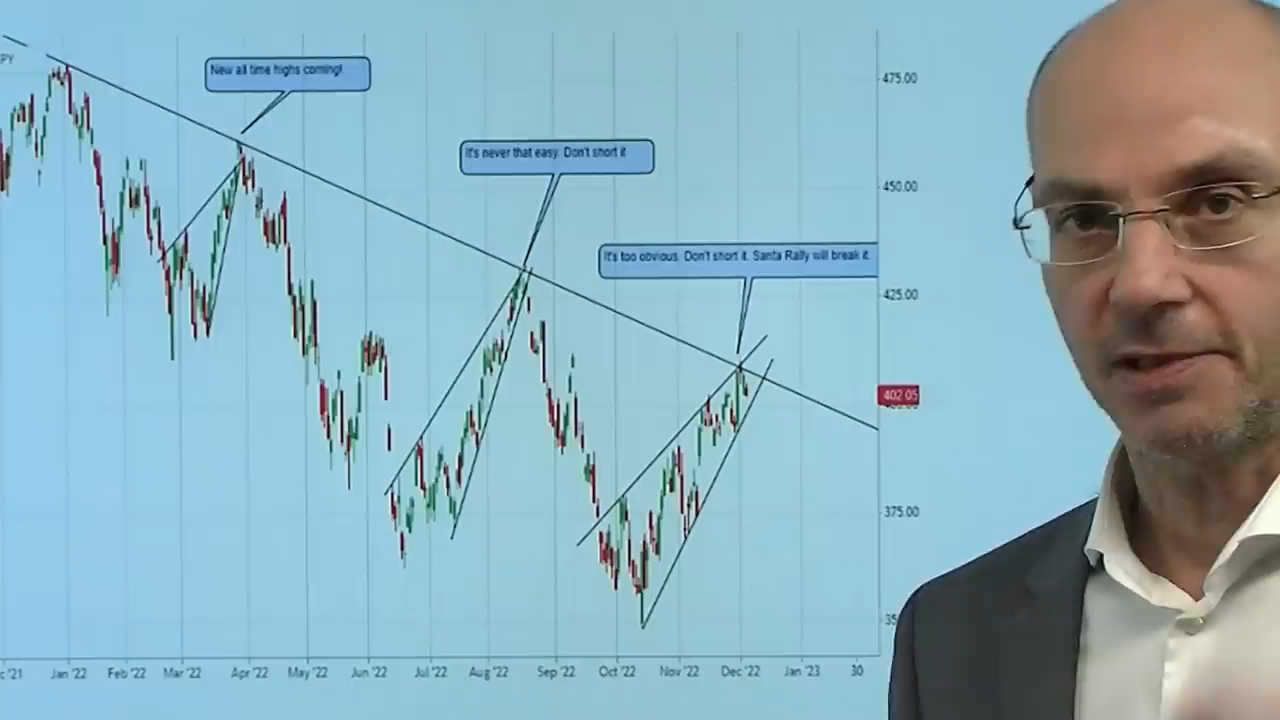 PY
New all time highs coming!
475.00
It's never that easy. Don't short it
450.00
It's too obvious. Don't short it. Santa Rally will break it.
425.00
402.05
375.00
35
c '21 Jan '22 Feb '22 Mar '22 Apr '22 May '22 Jun '22 Jul '22 Aug '22 Sep '22 Oct '22 Nov '22 Dec '22 Jan '23 30